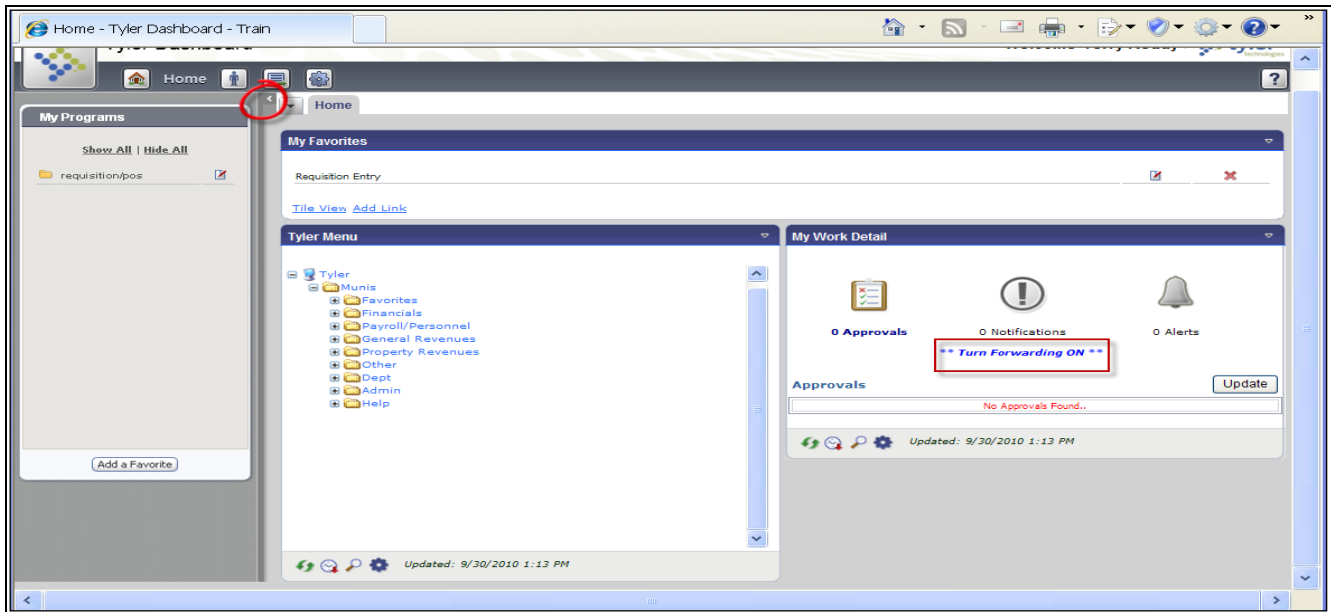 Home - Tyler Dashboard - Train
»
Tyler Dashboard
technologies
Home
?
<
Home
My Programs
Show All | Hide All
requisition/pos
Add a Favorite
My Favorites
Requisition Entry
Tile View Add Link
Tyler Menu
Tyler
Munis
Favorites
Financials
Payroll/Personnel
General Revenues
Property Revenues
Other
Dept
Admin
Help
Updated: 9/30/2010 1:13 PM
My Work Detail
0 Approvals
0 Notifications
0 Alerts
** Turn Forwarding ON **
Approvals
Update
No Approvals Found..
Updated: 9/30/2010 1:13 PM